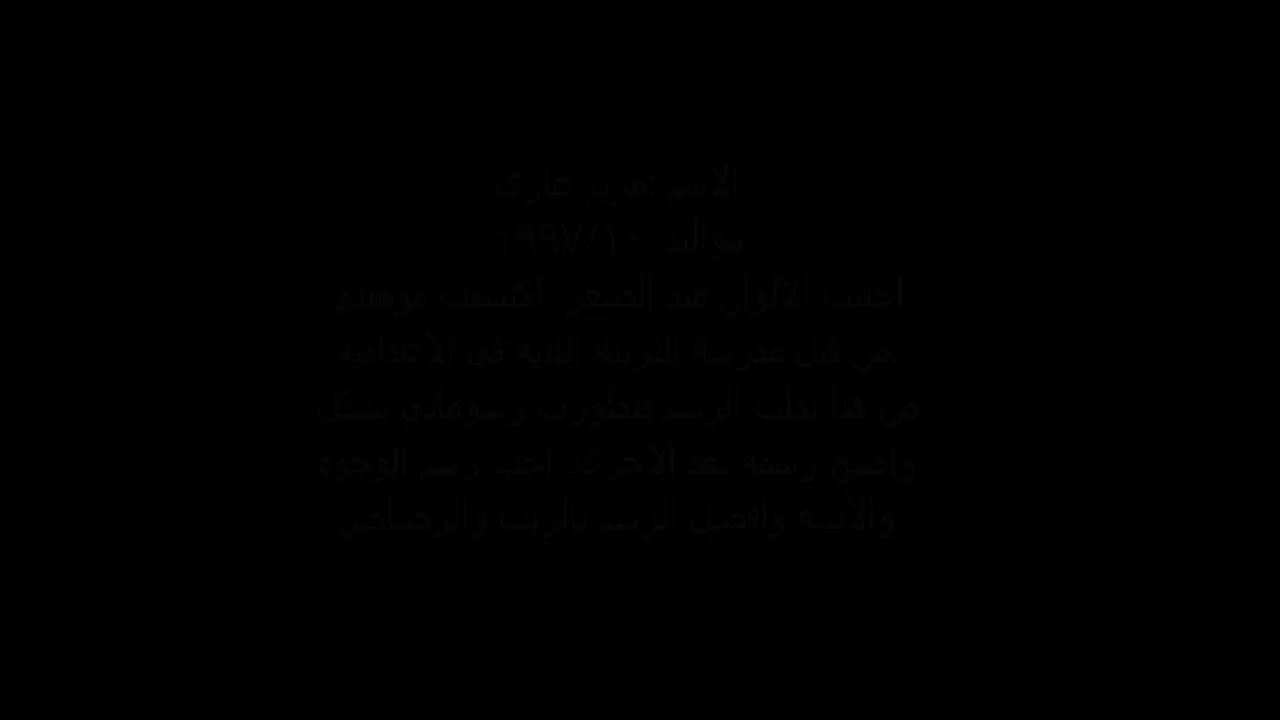 الاسم :مريم غازي
مواليد ١٩٩٧/١٠
احببت الالوان منذ الصغر, اكتشفت موهبتي
من قبل مدرسة التربية الفنية في الاعدادية
من هنا بدأت الرسم فتطورت رسوماتي بشكل
واضح رسمة بعد الاخرى, احب رسم الوجوه
والأبنية وافضل الرسم بالزيت والرصاص